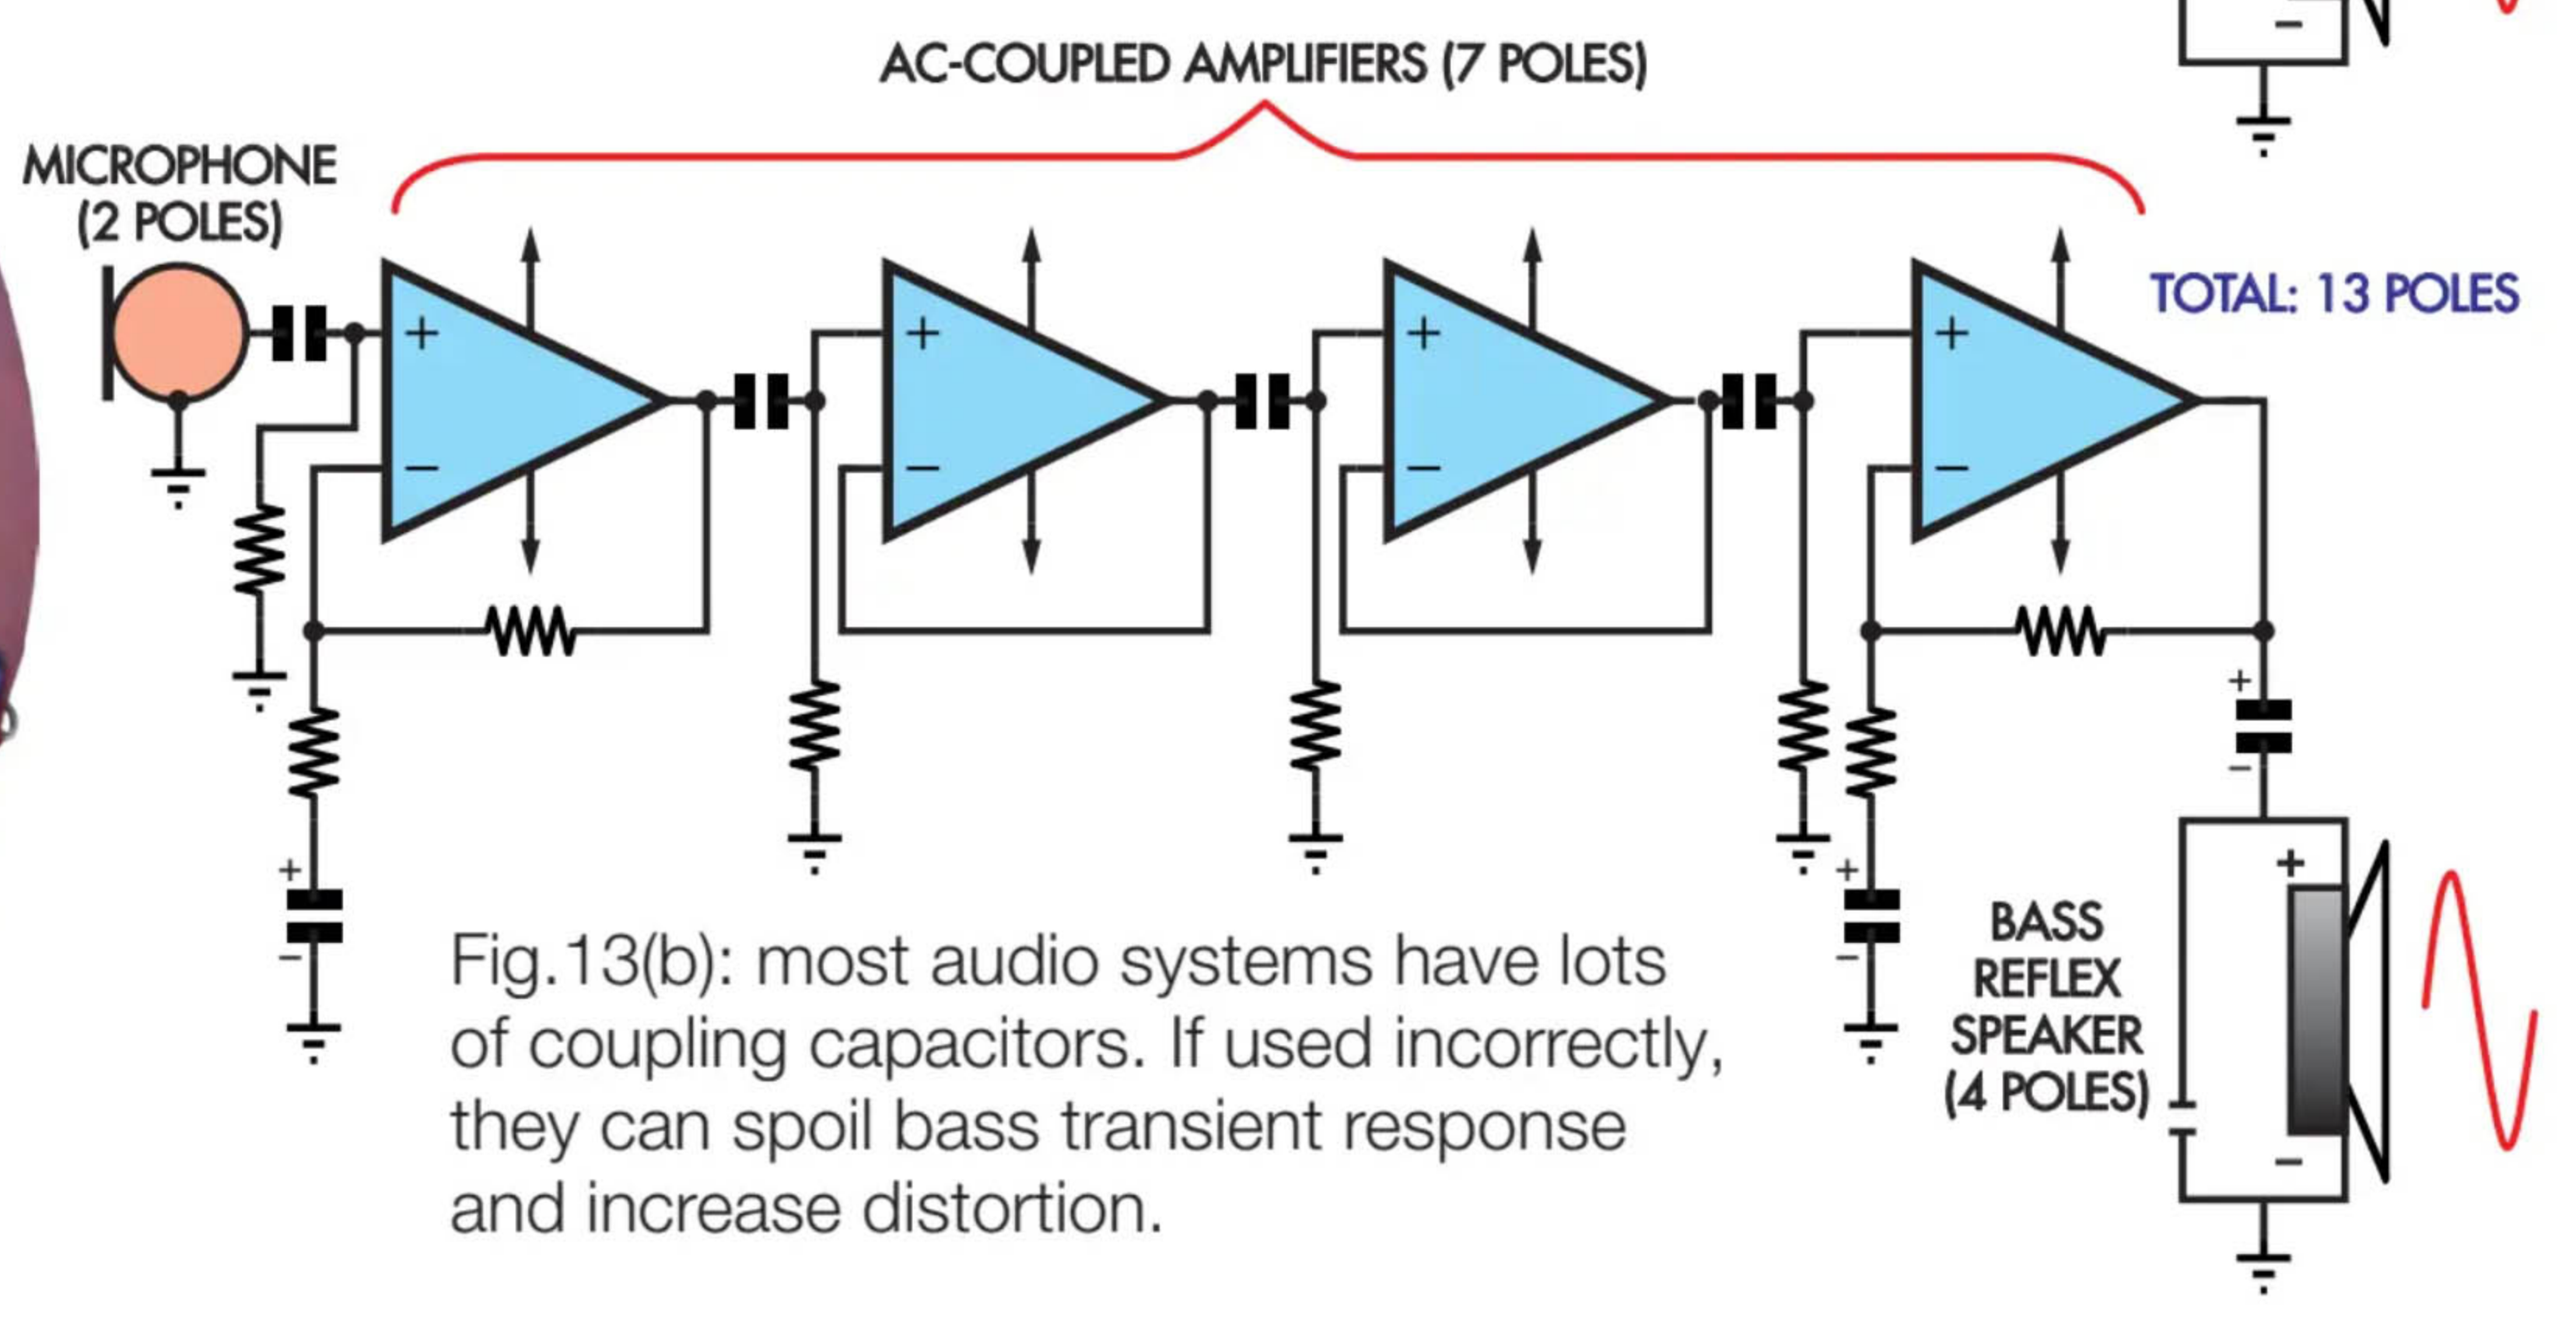 AC-COUPLED AMPLIFIERS (7 POLES)
MICROPHONE
(2 POLES)
TOTAL: 13 POLES
−
+
−
+
−
+
−
+
−
+
−
+
−
+
−
+
−
BASS
REFLEX
SPEAKER
(4 POLES)
Fig.13(b): most audio systems have lots
of coupling capacitors. If used incorrectly,
they can spoil bass transient response
and increase distortion.